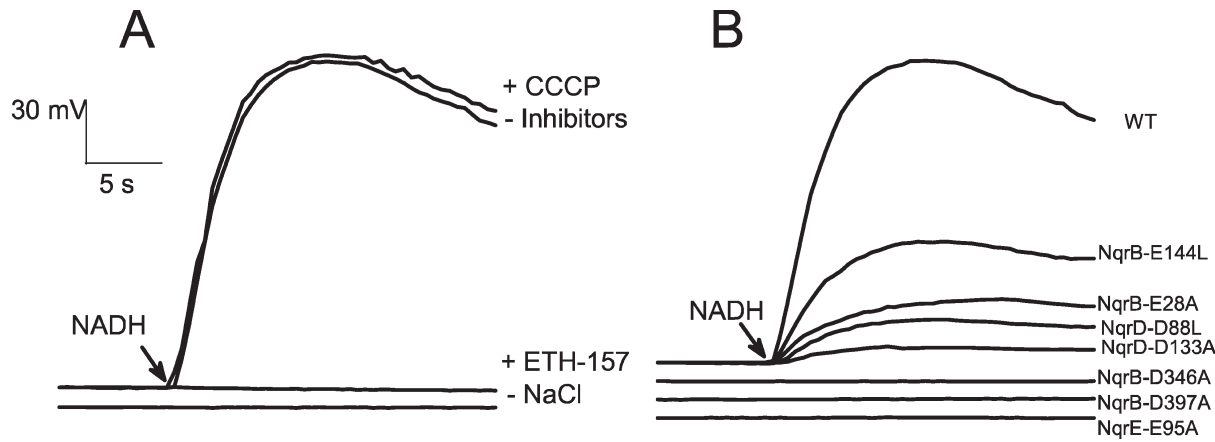 A
30 mV
5 s
NADH
+ CCCP
- Inhibitors
+ ETH-157
- NaCl
B
NADH
WT
NqrB-E144L
NqrB-E28A
NqrD-D88L
NqrD-D133A
NqrB-D346A
NqrB-D397A
NqrE-E95A